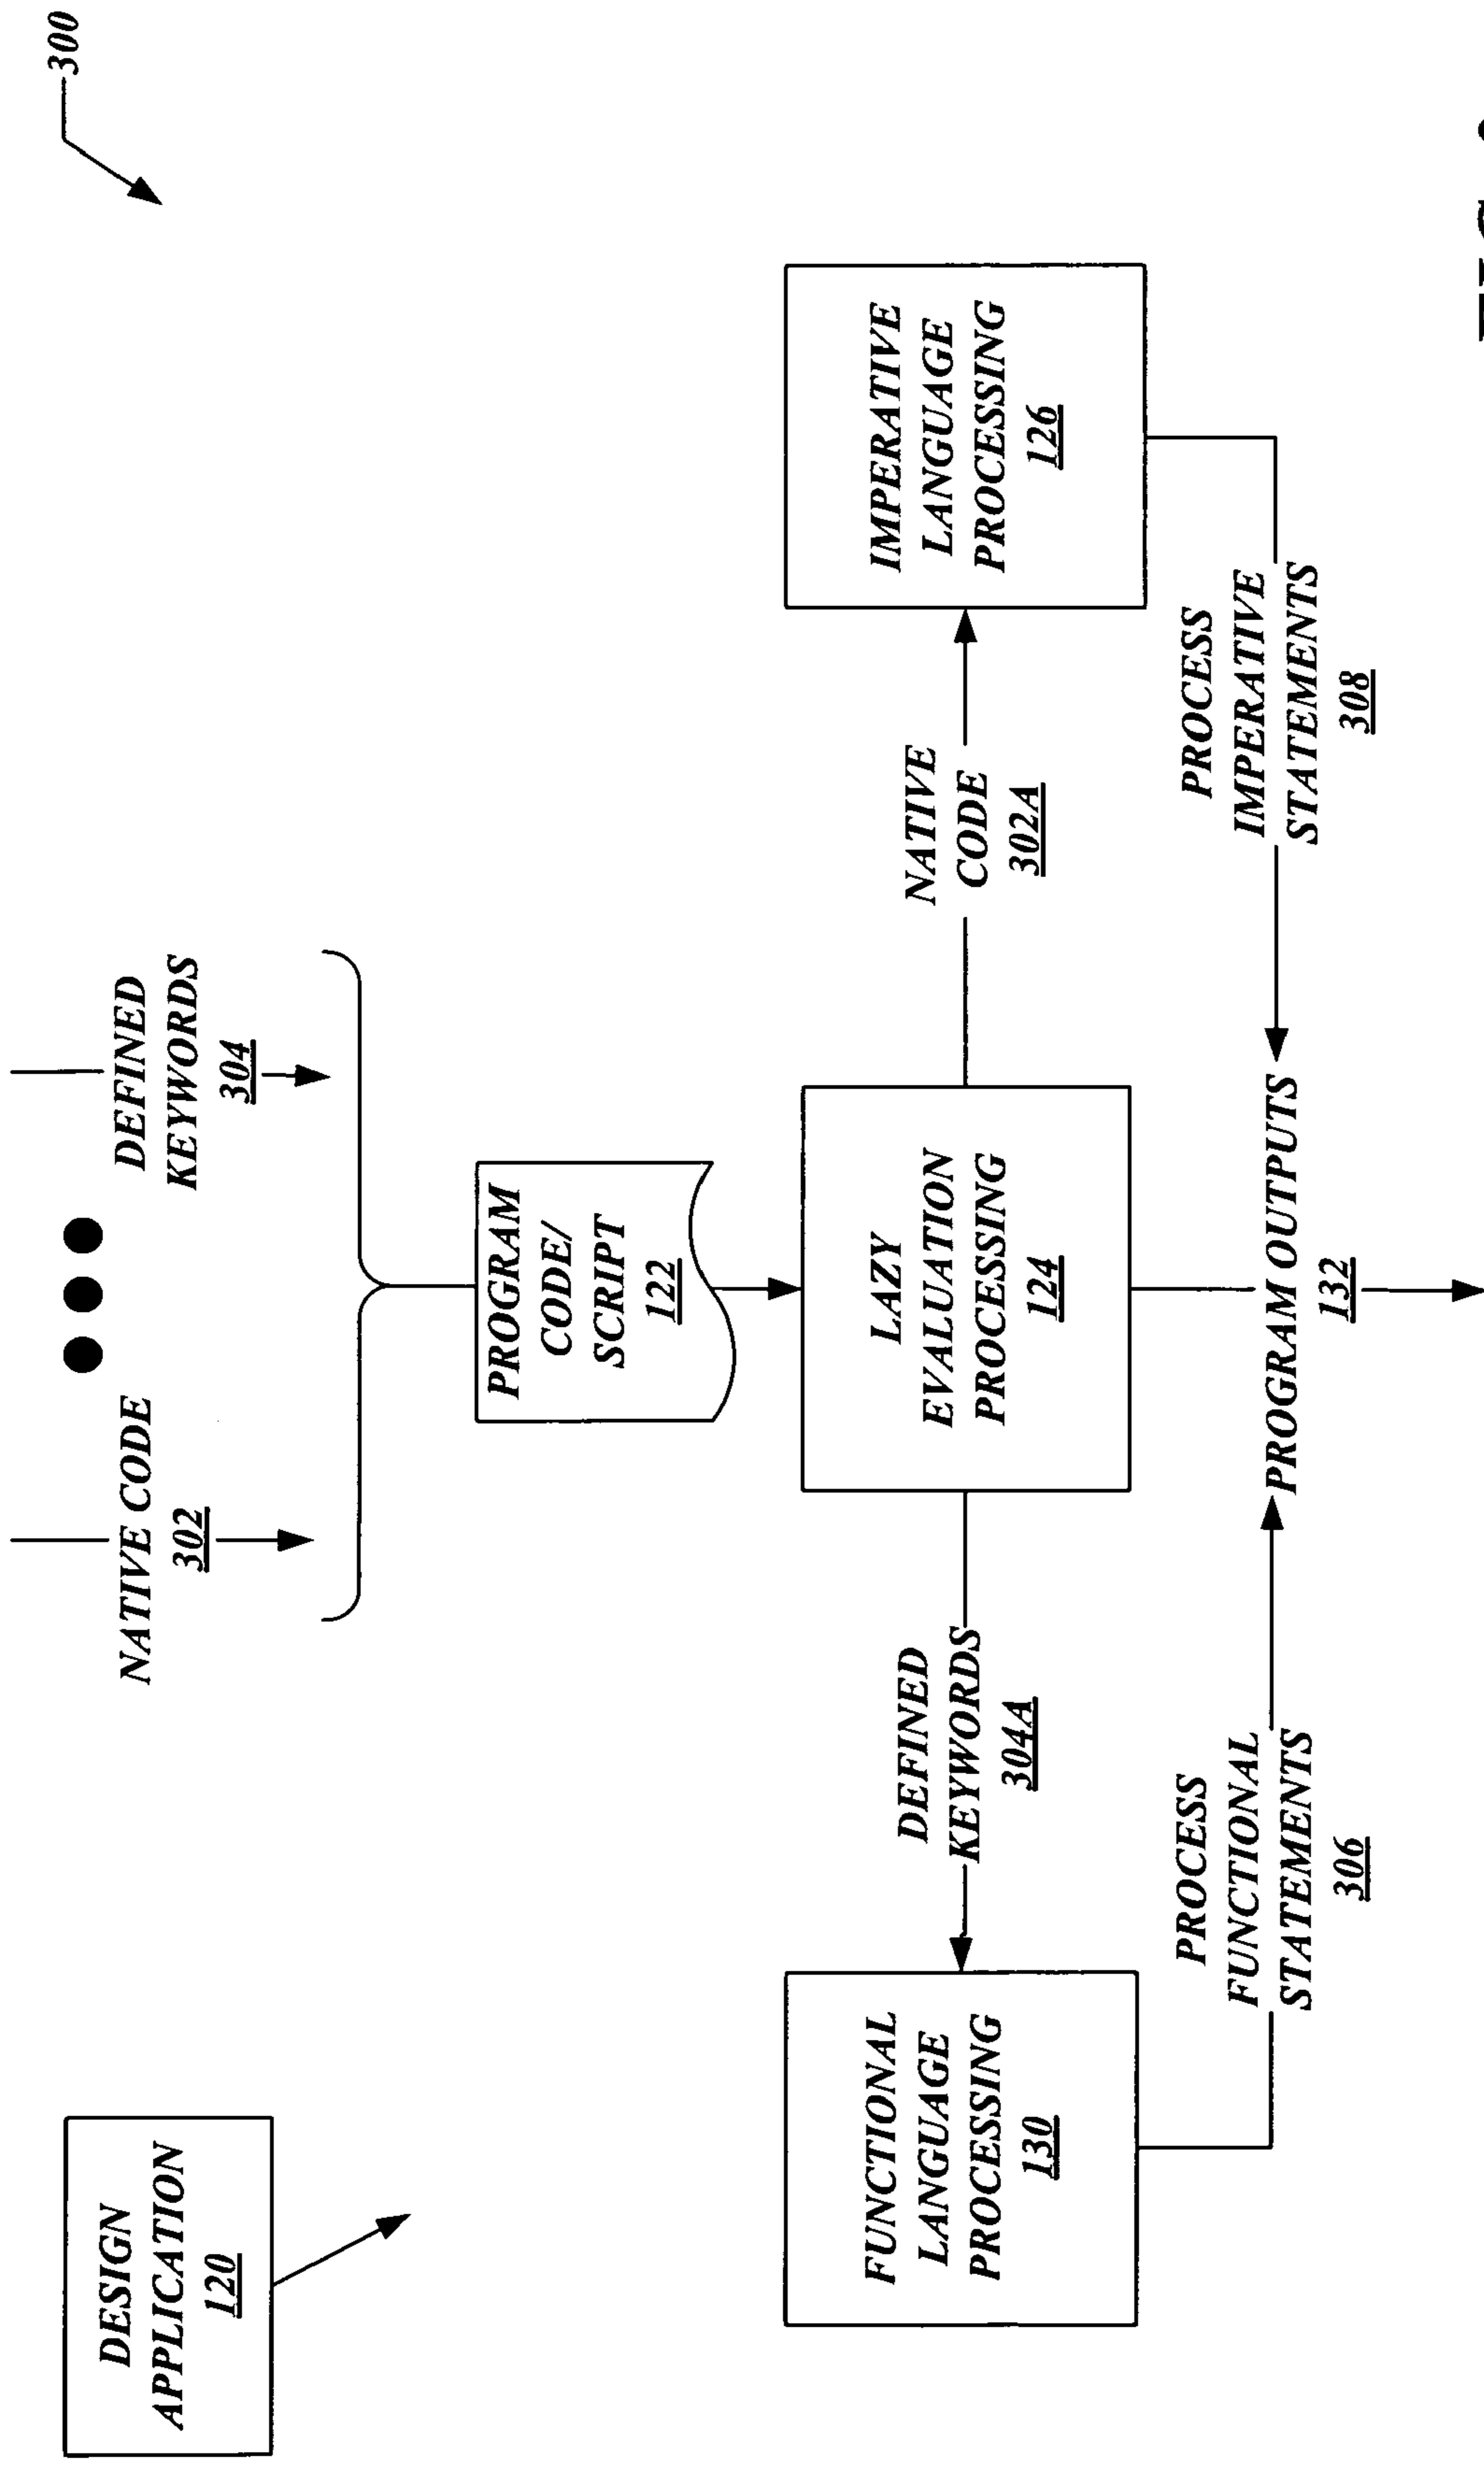 300
DESIGN
APPLICATION
120
NATIVE CODE
302
DEFINED
KEYWORDS
304
PROGRAM
CODE/
SCRIPT
122
FUNCTIONAL
LANGUAGE
PROCESSING
130
DEFINED
KEYWORDS
304A
LAZY
EVALUATION
PROCESSING
124
NATIVE
CODE
302A
IMPERATIVE
LANGUAGE
PROCESSING
126
PROCESS
FUNCTIONAL
STATEMENTS
306
PROGRAM OUTPUTS
132
PROCESS
IMPERATIVE
STATEMENTS
308